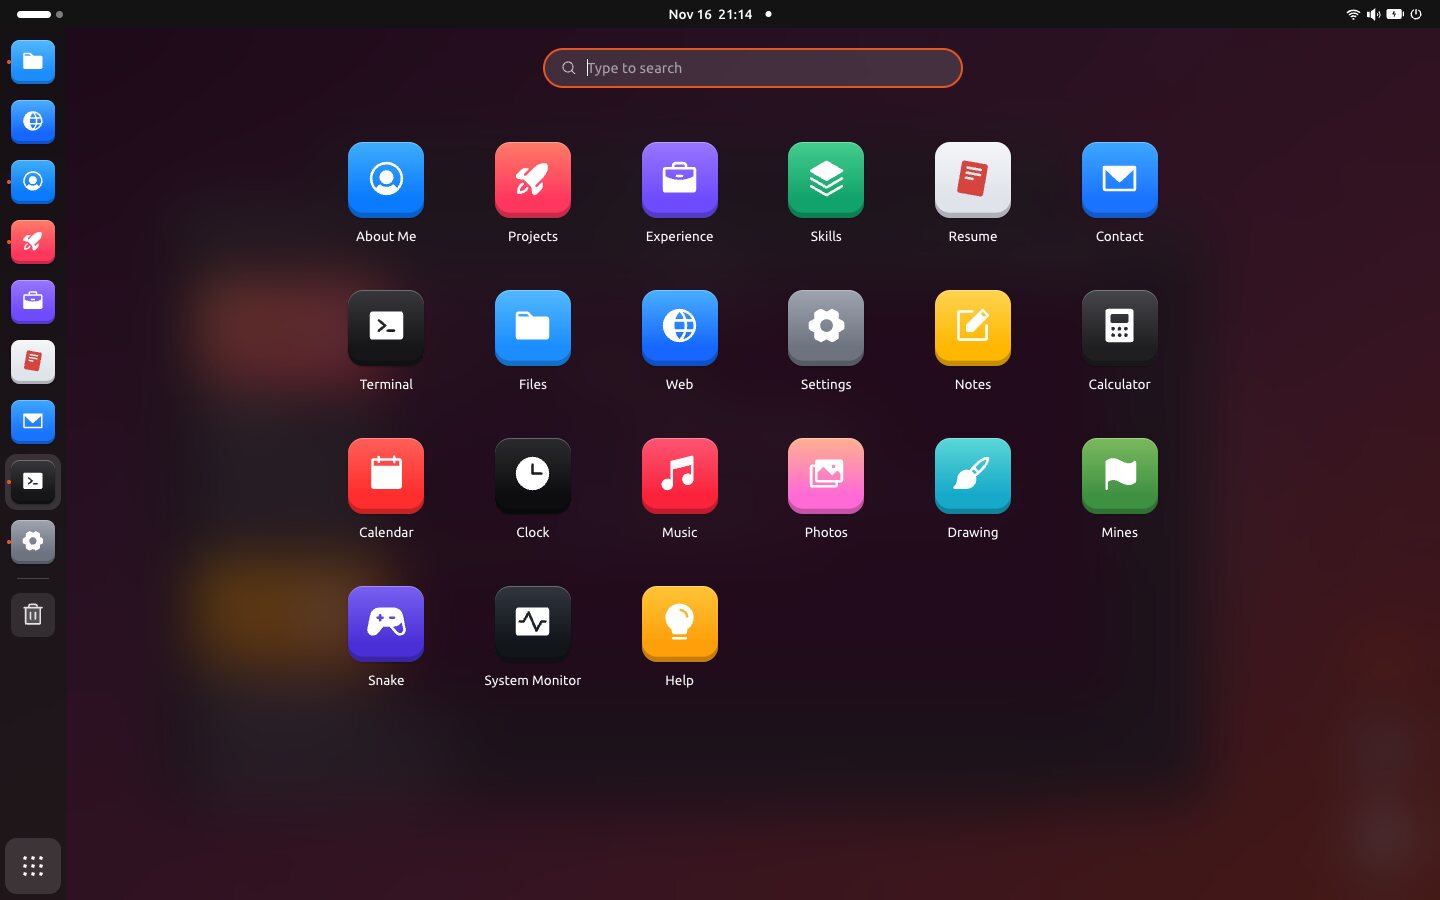 Nov 16 21:14
Type to search
About Me
Projects
Experience
Skills
Resume
Contact
Terminal
Files
Web
Settings
Notes
Calculator
Calendar
Clock
Music
Photos
Drawing
Mines
Snake
System Monitor
Help